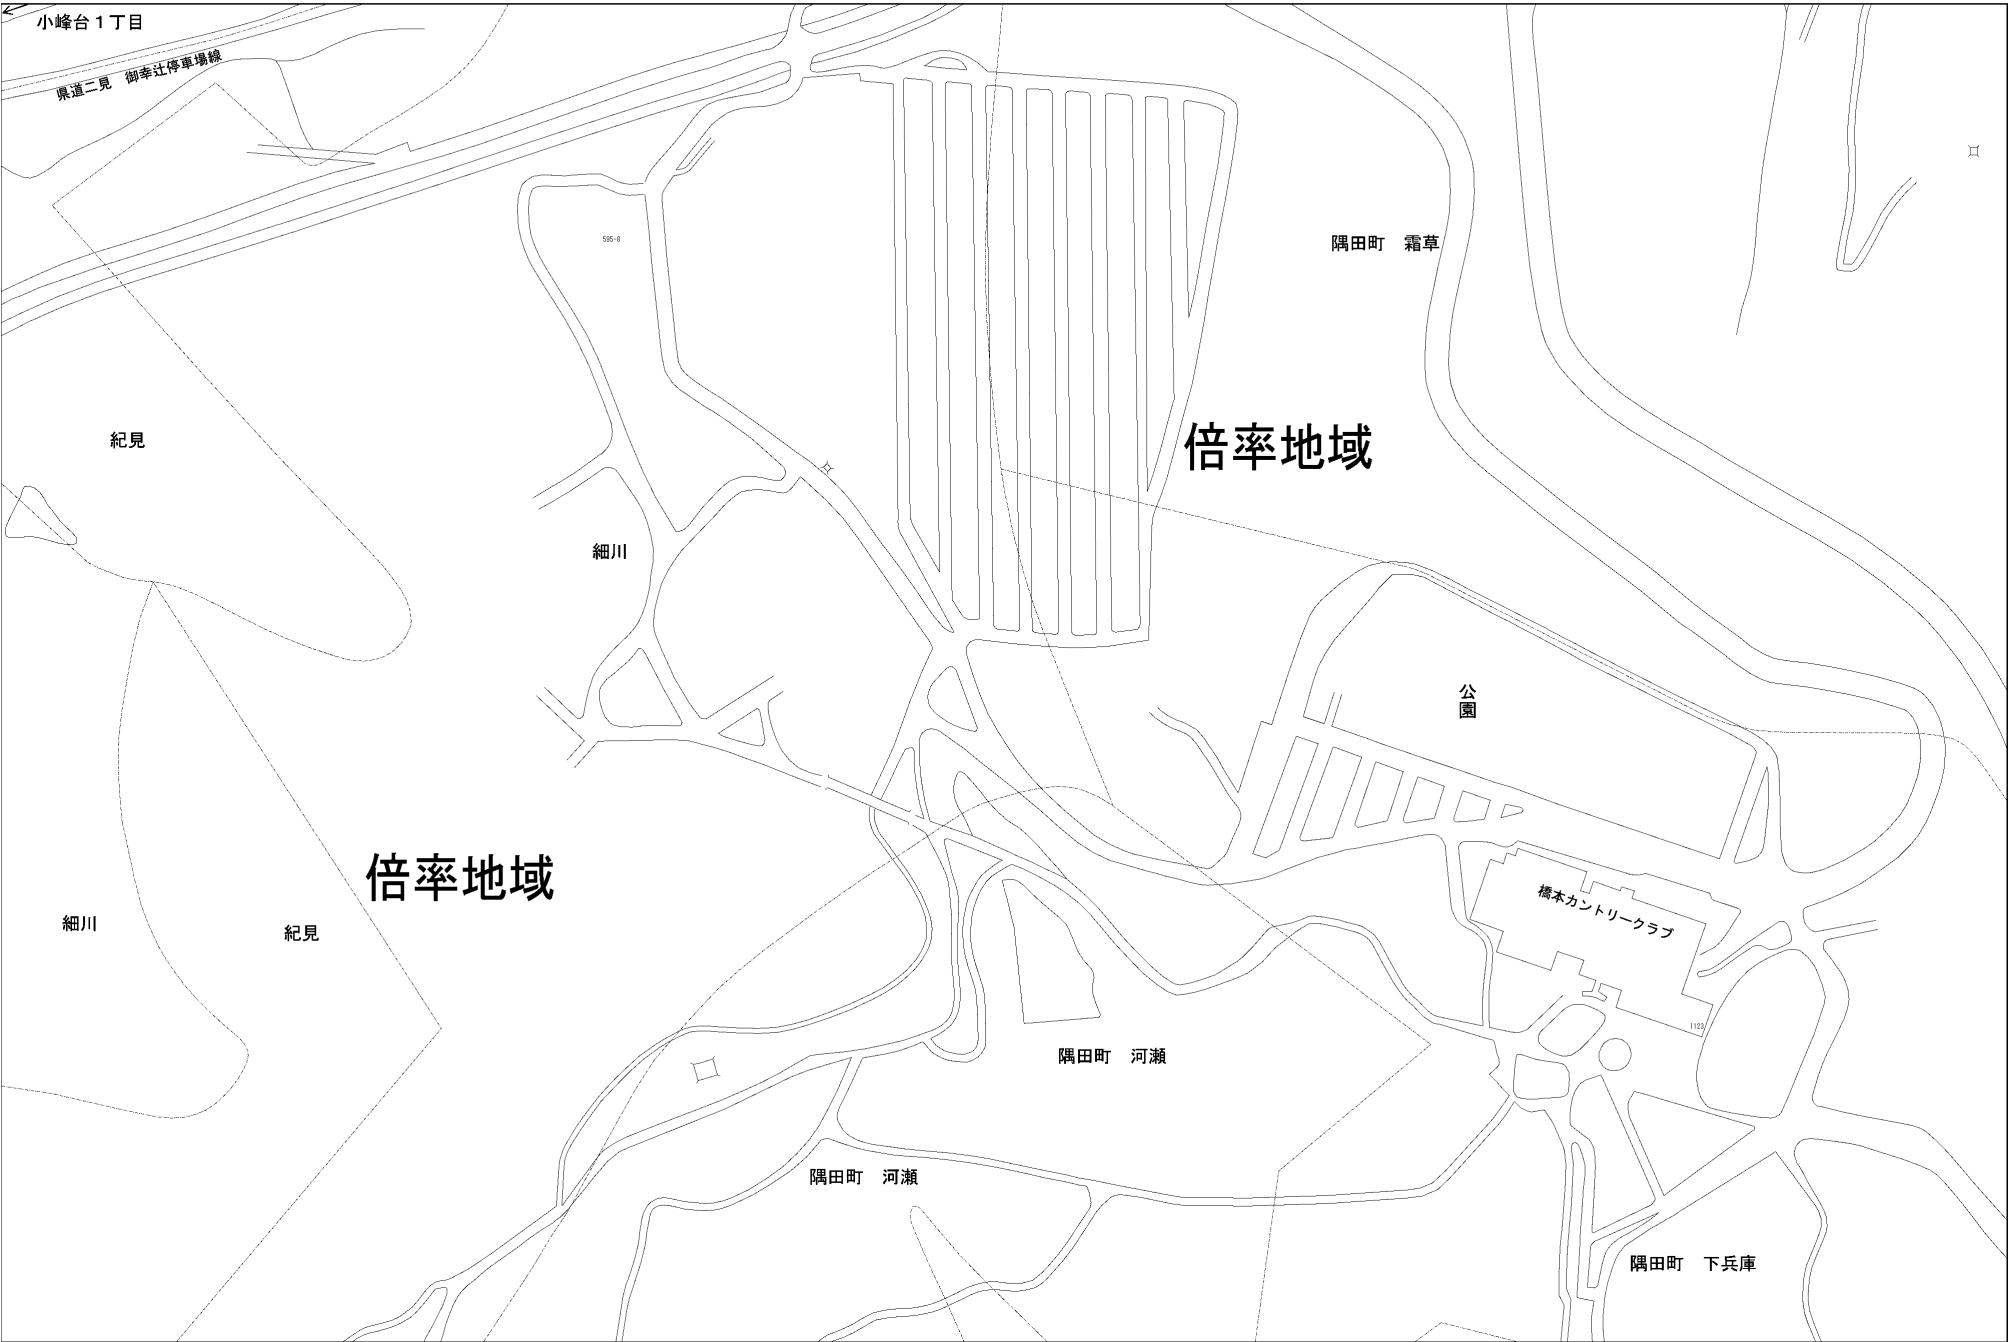 小峰台１丁目
県道二見　御幸辻停車場線
595-8
隅田町　霜草
紀見
倍率地域
細川
公園
倍率地域
橋本カントリークラブ
細川
紀見
1123
隅田町　河瀬
隅田町　河瀬
隅田町　下兵庫